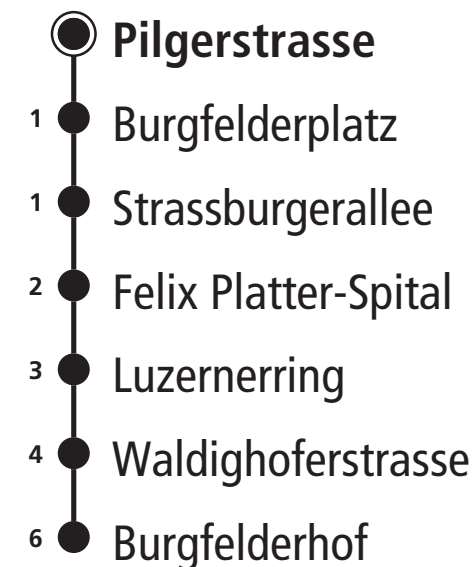 Pilgerstrasse
1 Burgfelderplatz
1 Strassburgerallee
2 Felix Platter-Spital
3 Luzernerring
4 Waldighoferstrasse
6 Burgfelderhof